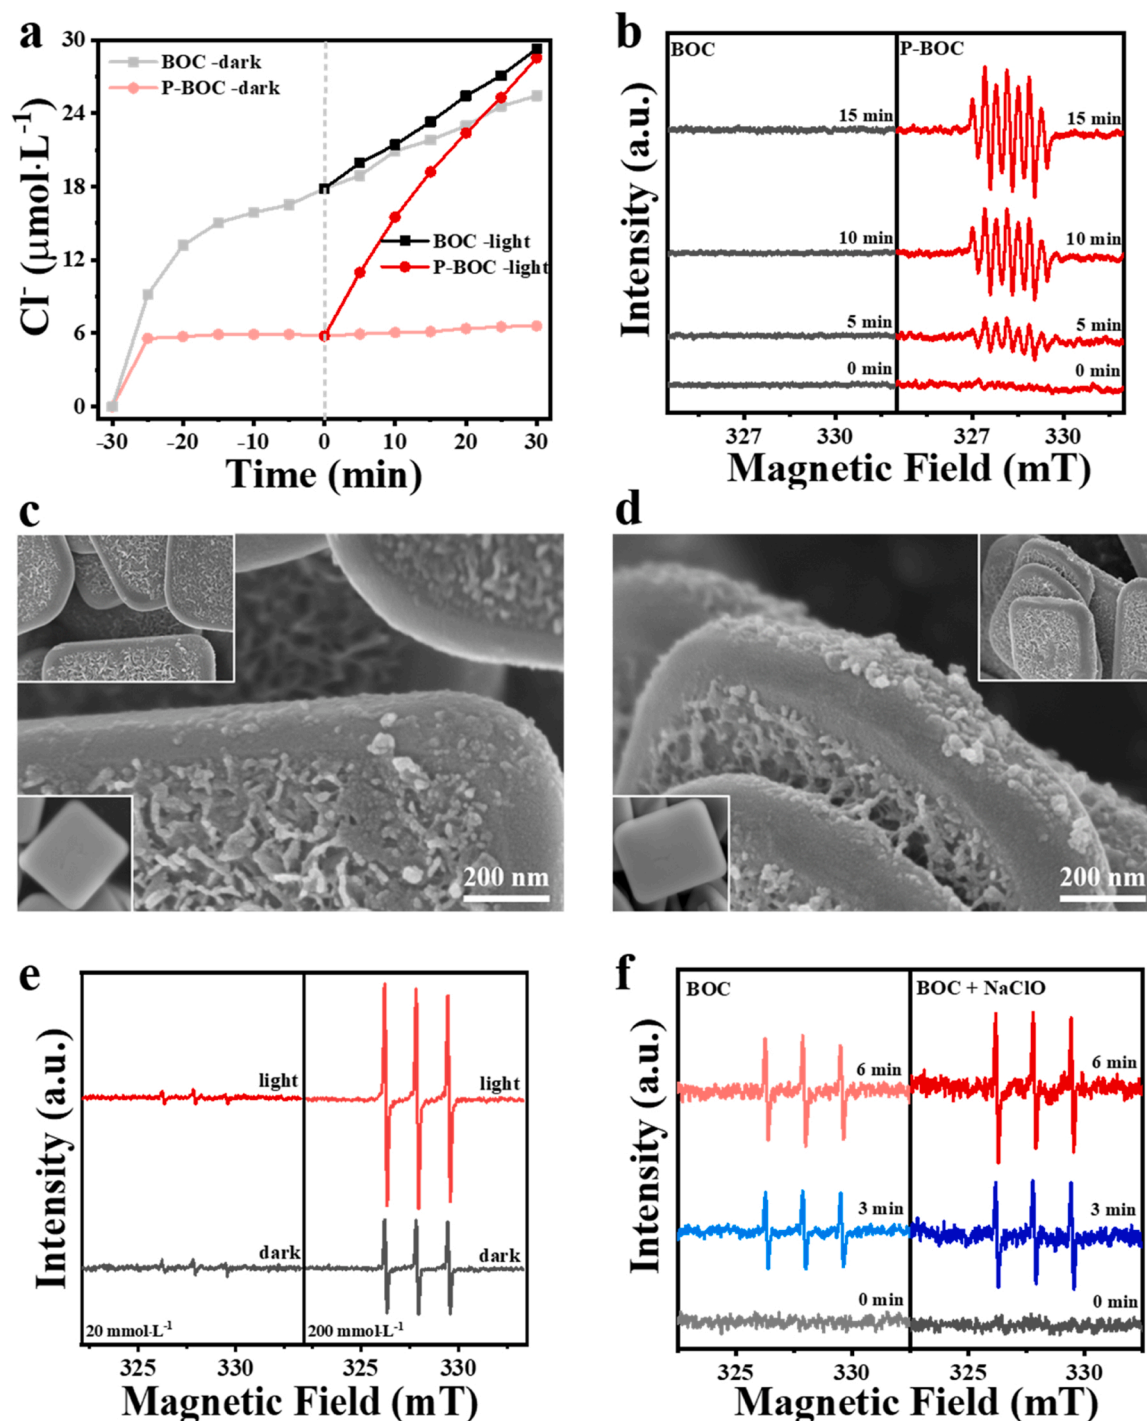 a
30
24
18
12
6
0
Cl⁻ (μmol·L⁻¹)
BOC -dark
P-BOC -dark
BOC -light
P-BOC -light
-30 -20 -10 0 10 20 30
Time (min)
b
BOC P-BOC
15 min 15 min
10 min 10 min
5 min 5 min
0 min 0 min
Intensity (a.u.)
327 330 327 330
Magnetic Field (mT)
c
200 nm
d
200 nm
e
light light
dark dark
20 mmol·L⁻¹ 200 mmol·L⁻¹
Intensity (a.u.)
325 330 325 330
Magnetic Field (mT)
f
BOC BOC + NaClO
6 min 6 min
3 min 3 min
0 min 0 min
Intensity (a.u.)
325 330 325 330
Magnetic Field (mT)